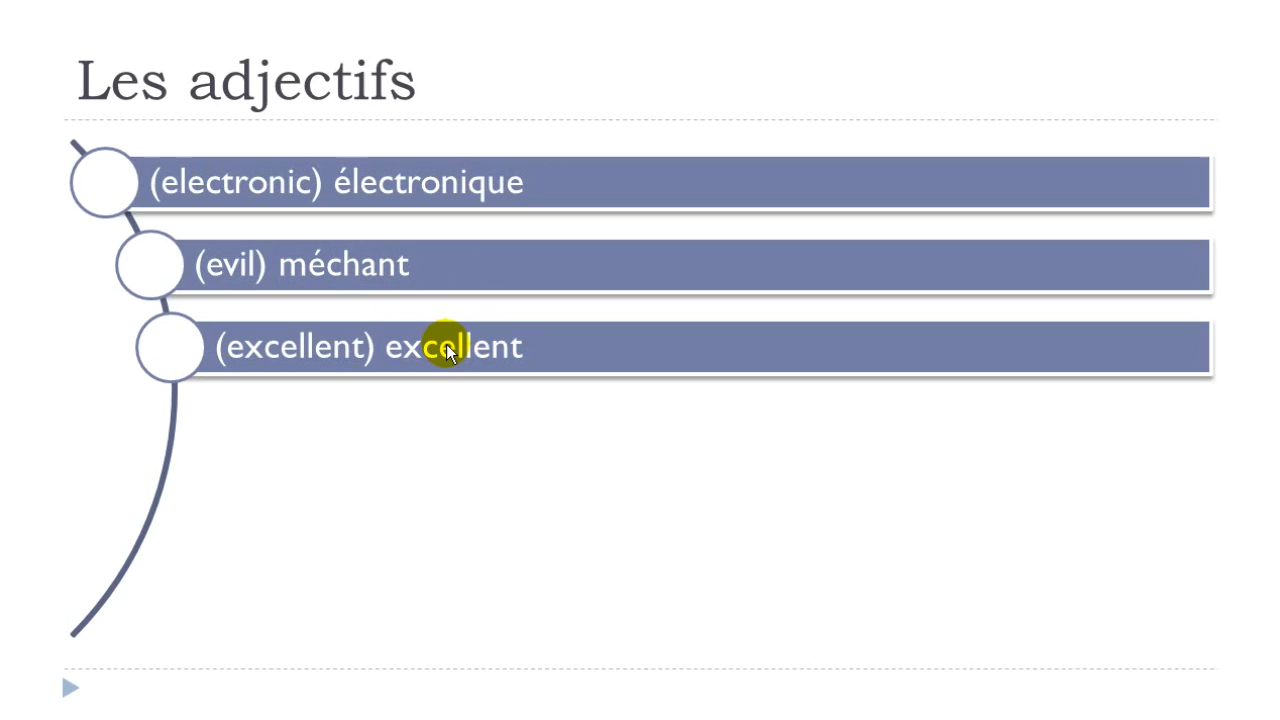 Les adjectifs
(electronic) électronique
(evil) méchant
(excellent) excellent